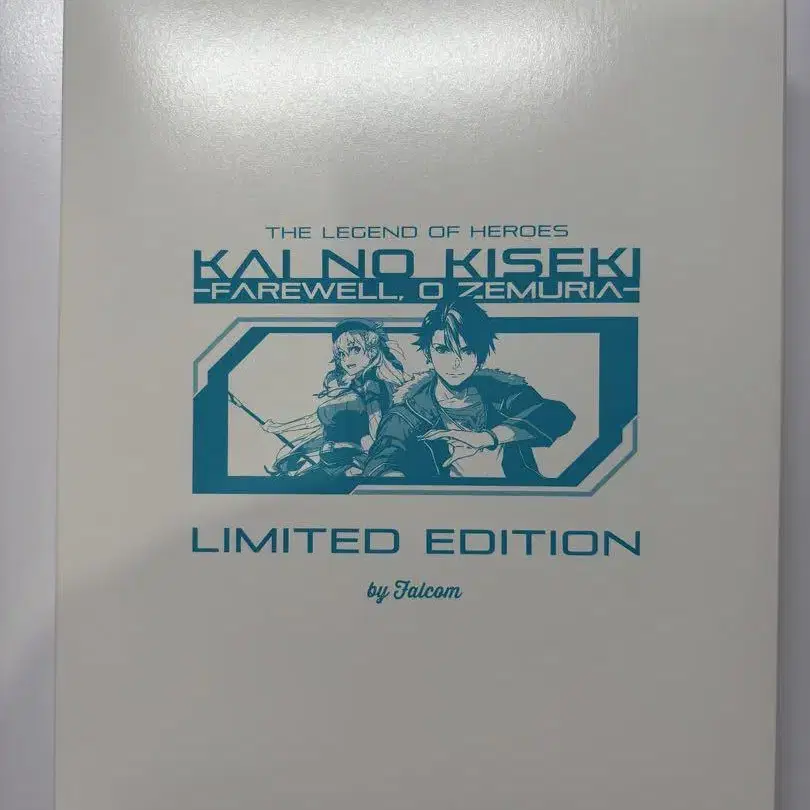 THE LEGEND OF HEROES
KAI NO KISEKI
-FAREWELL, O ZEMURIA-
LIMITED EDITION
by Falcom